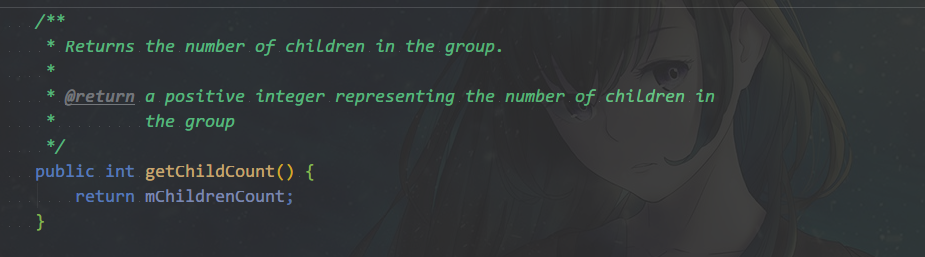 /**
 * Returns the number of children in the group.
 *
 * @return a positive integer representing the number of children in
 *         the group
 */
public int getChildCount() {
    return mChildrenCount;
}